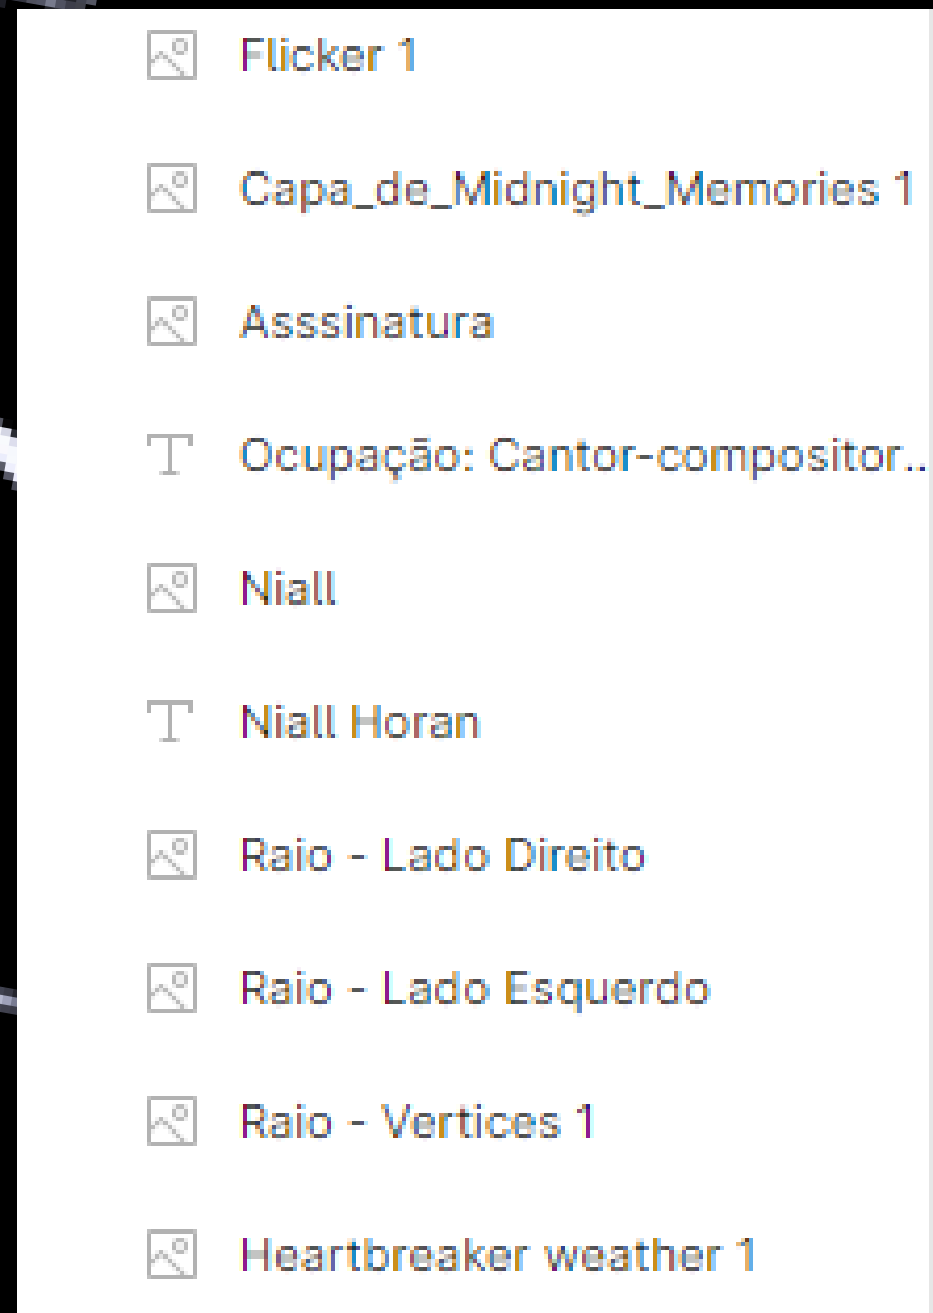 Flicker 1
Capa_de_Midnight_Memories 1
Asssinatura
Ocupação: Cantor-compositor..
Niall
Niall Horan
Raio - Lado Direito
Raio - Lado Esquerdo
Raio - Vertices 1
Heartbreaker weather 1